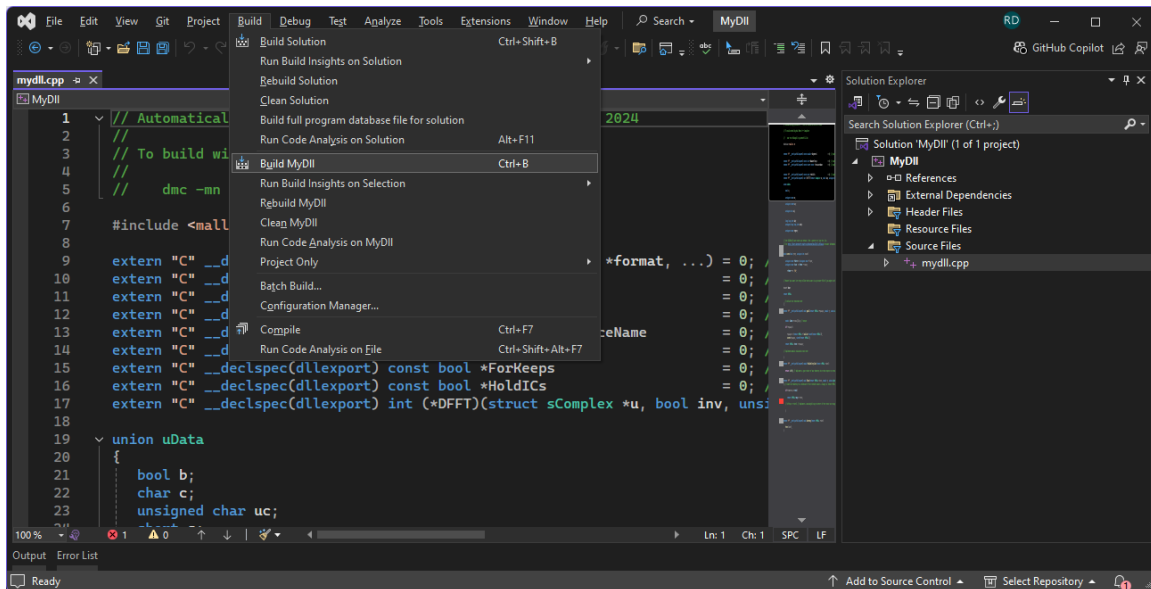 File Edit View Git Project Build Debug Test Analyze Tools Extensions Window Help Search MyDll RD
GitHub Copilot
mydll.cpp
MyDll
Build Solution Ctrl+Shift+B
Run Build Insights on Solution
Rebuild Solution
Clean Solution
Build full program database file for solution
Run Code Analysis on Solution Alt+F11
Build MyDll Ctrl+B
Run Build Insights on Selection
Rebuild MyDll
Clean MyDll
Run Code Analysis on MyDll
Project Only
Batch Build...
Configuration Manager...
Compile Ctrl+F7
Run Code Analysis on File Ctrl+Shift+Alt+F7
1 // Automatical 2024
2 //
3 // To build wi
4 //
5 // dmc -mn
6
7 #include <mall
8
9 extern "C" __d *format, ...) = 0; /
10 extern "C" __d = 0; /
11 extern "C" __d = 0; /
12 extern "C" __d = 0; /
13 extern "C" __d ceName = 0; /
14 extern "C" __d = 0; /
15 extern "C" __declspec(dllexport) const bool *ForKeeps = 0; /
16 extern "C" __declspec(dllexport) const bool *HoldICs = 0; /
17 extern "C" __declspec(dllexport) int (*DFFT)(struct sComplex *u, bool inv, unsi
18
19 union uData
20 {
21 bool b;
22 char c;
23 unsigned char uc;
100 % 1 0 Ln: 1 Ch: 1 SPC LF
Output Error List
Ready Add to Source Control Select Repository 1
Solution Explorer
Search Solution Explorer (Ctrl+;)
Solution 'MyDll' (1 of 1 project)
MyDll
References
External Dependencies
Header Files
Resource Files
Source Files
mydll.cpp